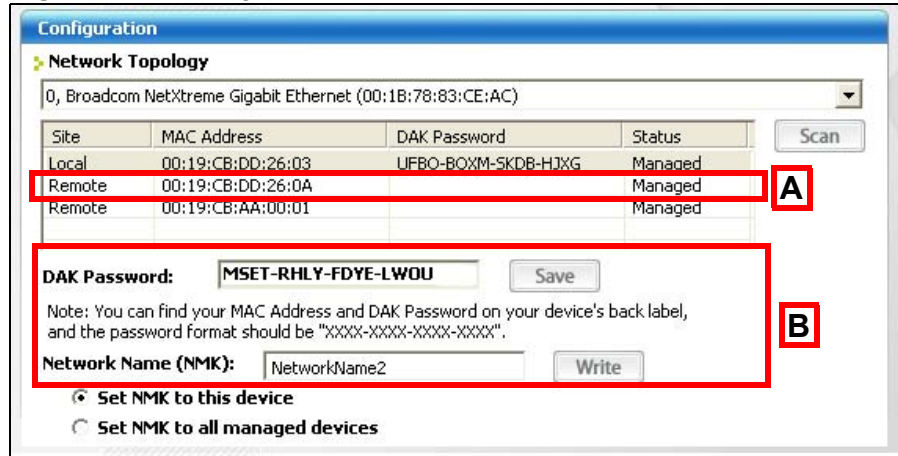 Configuration
Network Topology
0, Broadcom NetXtreme Gigabit Ethernet (00:1B:78:83:CE:AC)
Site MAC Address DAK Password Status Scan
Local 00:19:CB:DD:26:03 UFBO-BOXM-SKDB-HJXG Managed
Remote 00:19:CB:DD:26:0A Managed A
Remote 00:19:CB:AA:00:01 Managed
DAK Password: MSET-RHLY-FDYE-LWOU Save
Note: You can find your MAC Address and DAK Password on your device's back label,
and the password format should be "XXXX-XXXX-XXXX-XXXX".
B
Network Name (NMK): NetworkName2 Write
Set NMK to this device
Set NMK to all managed devices